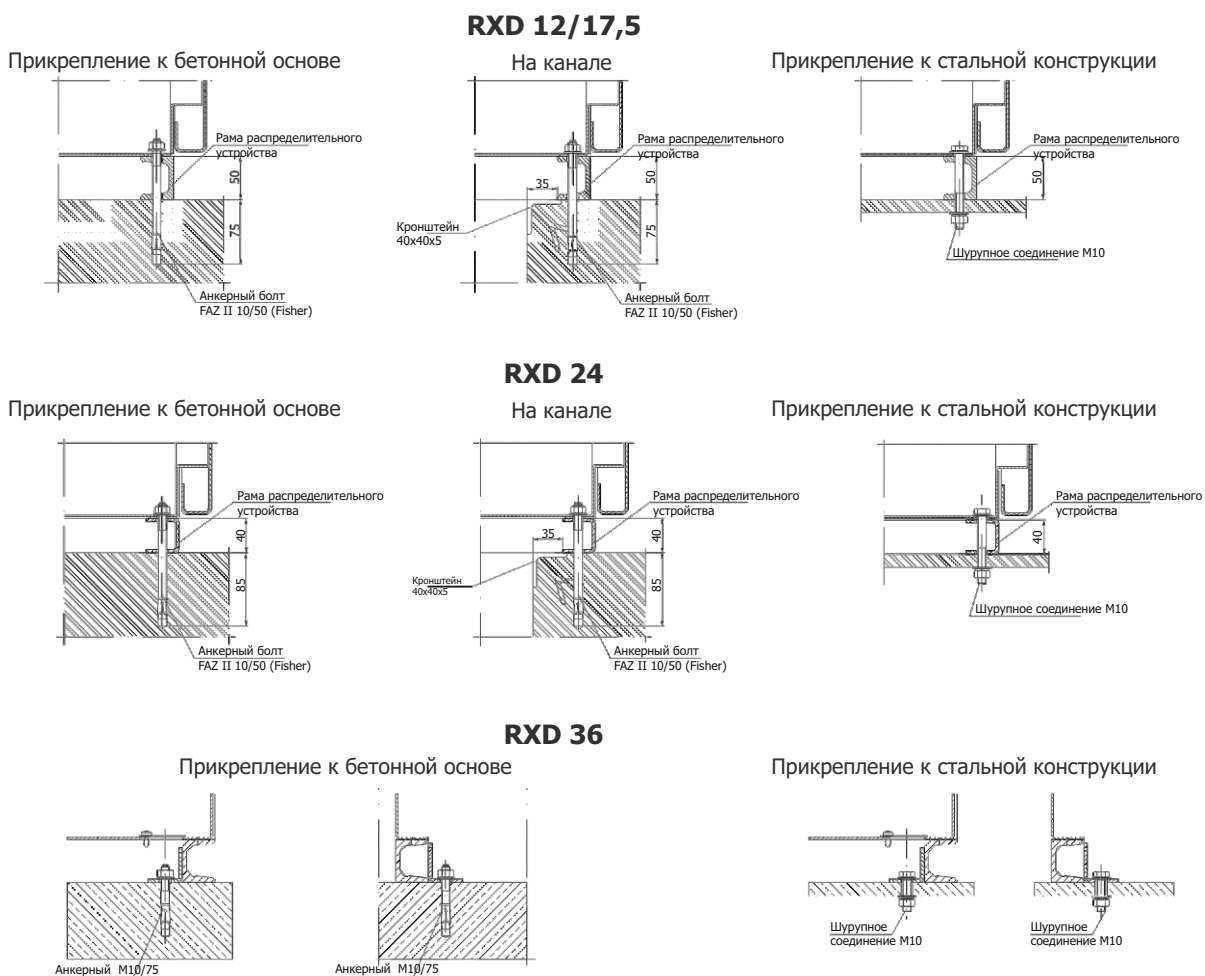 RXD 12/17,5
Прикрепление к бетонной основе
На канале
Прикрепление к стальной конструкции
Рама распределительного
устройства
50
75
Анкерный болт
FAZ II 10/50 (Fisher)
35
Рама распределительного
устройства
50
75
Кронштейн
40x40x5
Анкерный болт
FAZ II 10/50 (Fisher)
Рама распределительного
устройства
50
Шурупное соединение M10
RXD 24
Прикрепление к бетонной основе
На канале
Прикрепление к стальной конструкции
Рама распределительного
устройства
40
85
Анкерный болт
FAZ II 10/50 (Fisher)
35
Рама распределительного
устройства
40
85
Кронштейн
40x40x5
Анкерный болт
FAZ II 10/50 (Fisher)
Рама распределительного
устройства
40
Шурупное соединение M10
RXD 36
Прикрепление к бетонной основе
Прикрепление к стальной конструкции
Анкерный M10/75
Анкерный M10/75
Шурупное
соединение M10
Шурупное
соединение M10